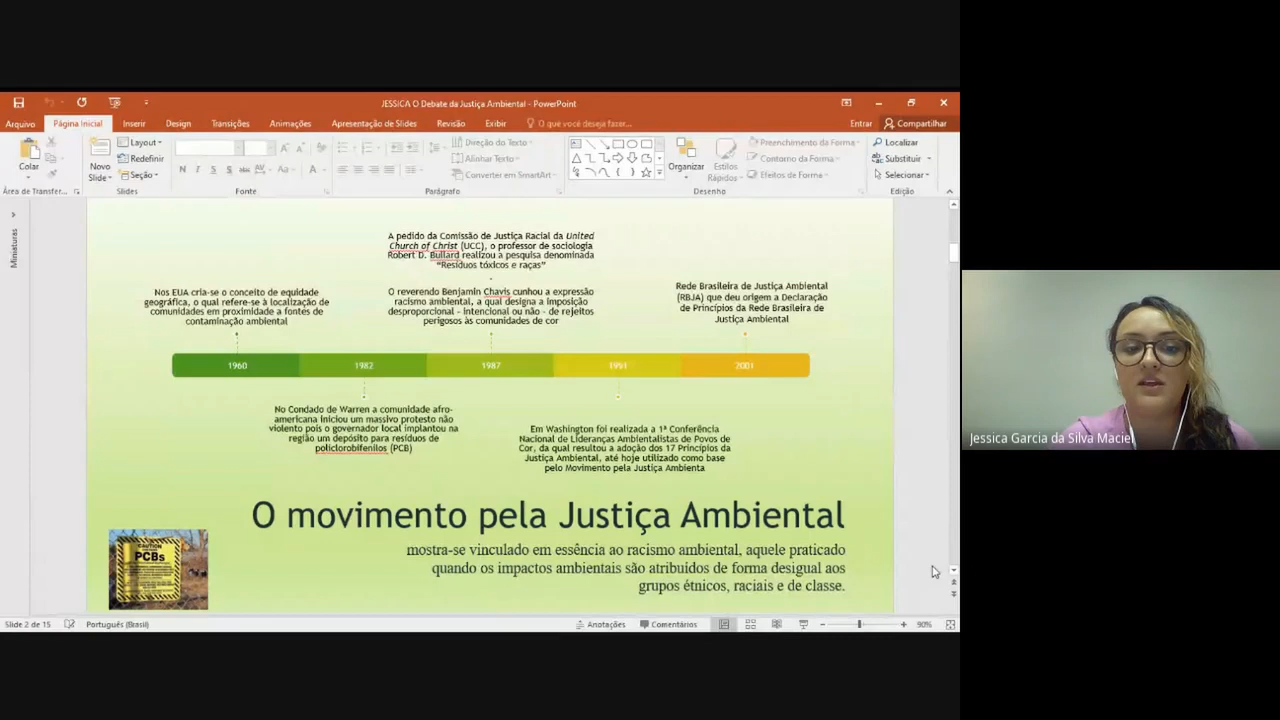 JESSICA O Debate da Justiça Ambiental - PowerPoint
Arquivo
Página Inicial
Inserir
Design
Transições
Animações
Apresentação de Slides
Revisão
Exibir
O que você deseja fazer...
Entrar
Compartilhar
Colar
Novo
Slide
Layout
Redefinir
Seção
N I S S abc AV Aa A
Direção do Texto
Alinhar Texto
Converter em SmartArt
Organizar
Estilos
Rápidos
Preenchimento da Forma
Contorno da Forma
Efeitos de Forma
Localizar
Substituir
Selecionar
Área de Transfer...
Slides
Fonte
Parágrafo
Desenho
Edição
Miniaturas
A pedido da Comissão de Justiça Racial da United
Church of Christ (UCC), o professor de sociologia
Robert D. Bullard realizou a pesquisa denominada
“Resíduos tóxicos e raças”
Nos EUA cria-se o conceito de equidade
geográfica, o qual refere-se à localização de
comunidades em proximidade a fontes de
contaminação ambiental
O reverendo Benjamin Chavis cunhou a expressão
racismo ambiental, a qual designa a imposição
desproporcional - intencional ou não - de rejeitos
perigosos às comunidades de cor
Rede Brasileira de Justiça Ambiental
(RBJA) que deu origem a Declaração
de Princípios da Rede Brasileira de
Justiça Ambiental
1960
1982
1987
1991
2001
No Condado de Warren a comunidade afro-
americana iniciou um massivo protesto não
violento pois o governador local implantou na
região um depósito para resíduos de
policlorobifenilos (PCB)
Em Washington foi realizada a 1ª Conferência
Nacional de Lideranças Ambientalistas de Povos de
Cor, da qual resultou a adoção dos 17 Princípios da
Justiça Ambiental, até hoje utilizado como base
pelo Movimento pela Justiça Ambienta
O movimento pela Justiça Ambiental
mostra-se vinculado em essência ao racismo ambiental, aquele praticado
quando os impactos ambientais são atribuídos de forma desigual aos
grupos étnicos, raciais e de classe.
CAUTION
PCBs
Jessica Garcia da Silva Maciel
Slide 2 de 15
Português (Brasil)
Anotações
Comentários
90%